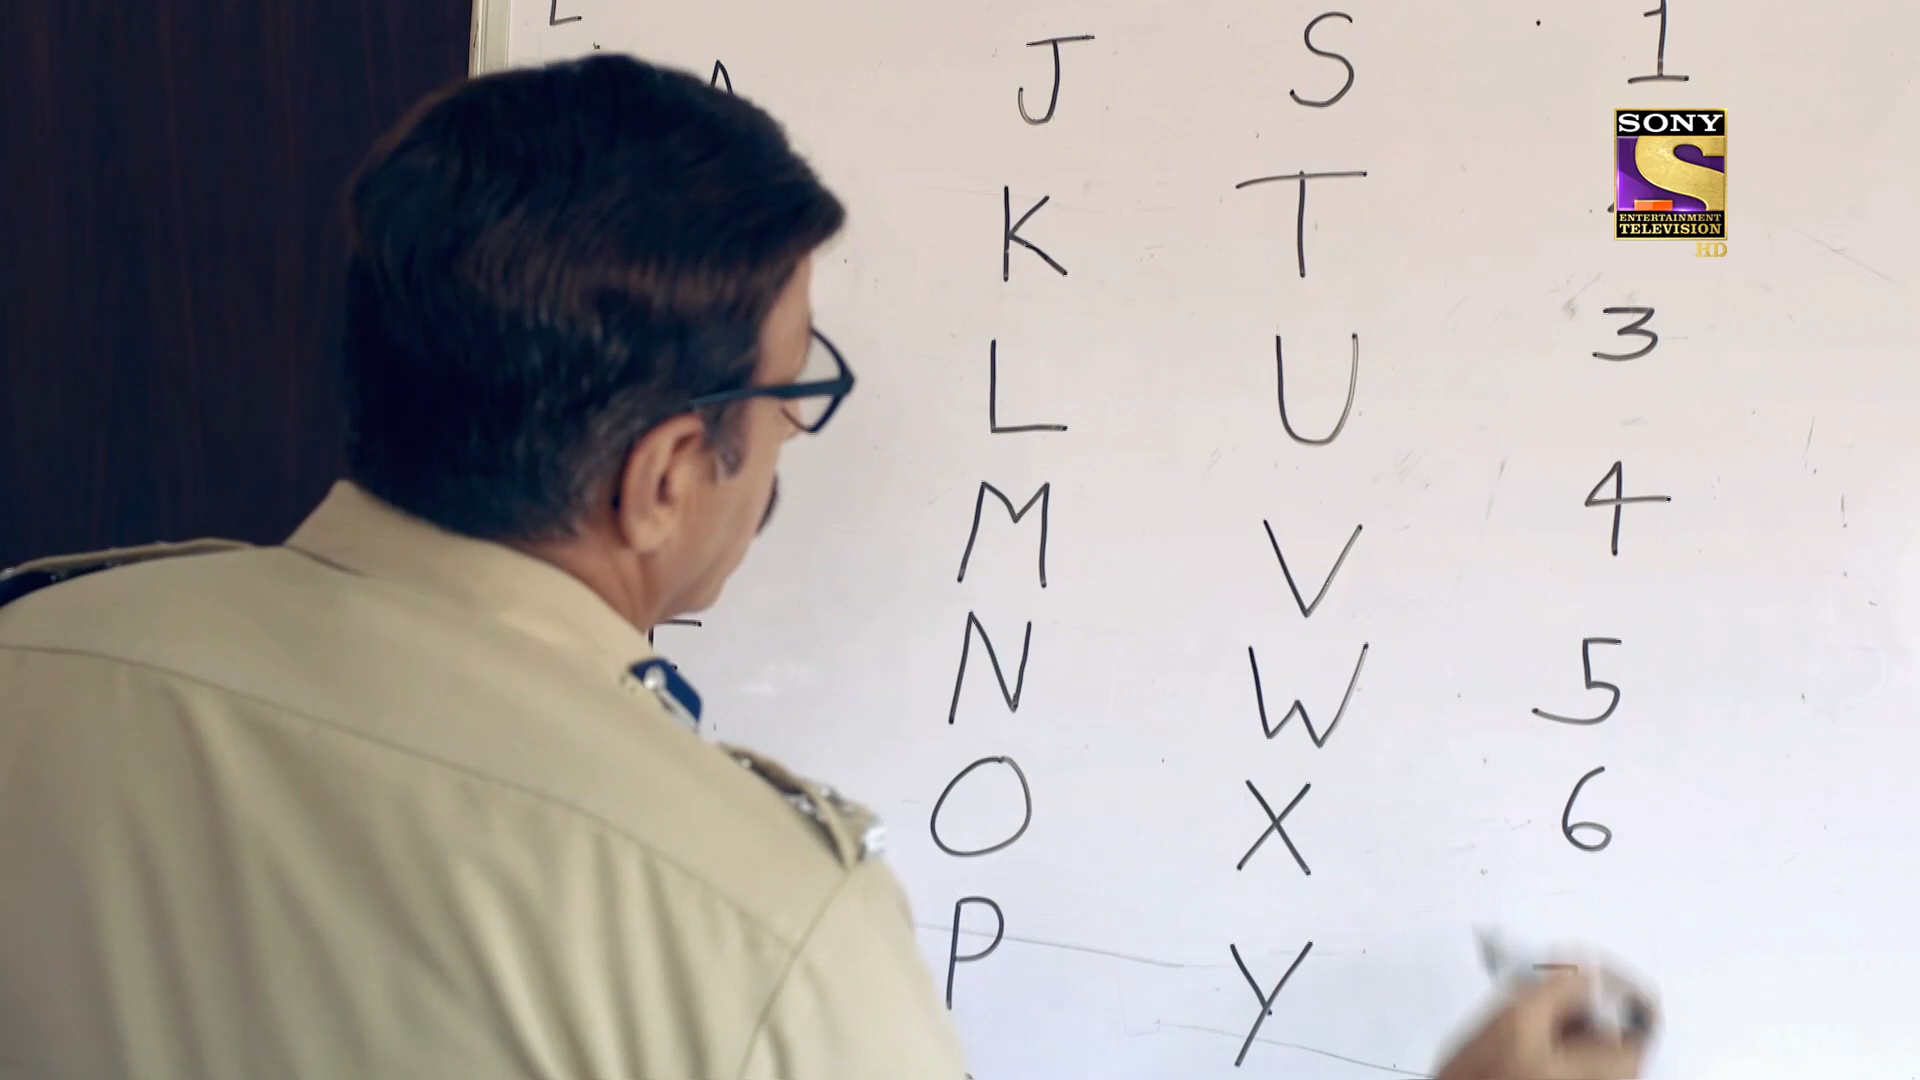 J S 1
K T
L U 3
M V 4
N W 5
O X 6
P Y
SONY
ENTERTAINMENT
TELEVISION
HD